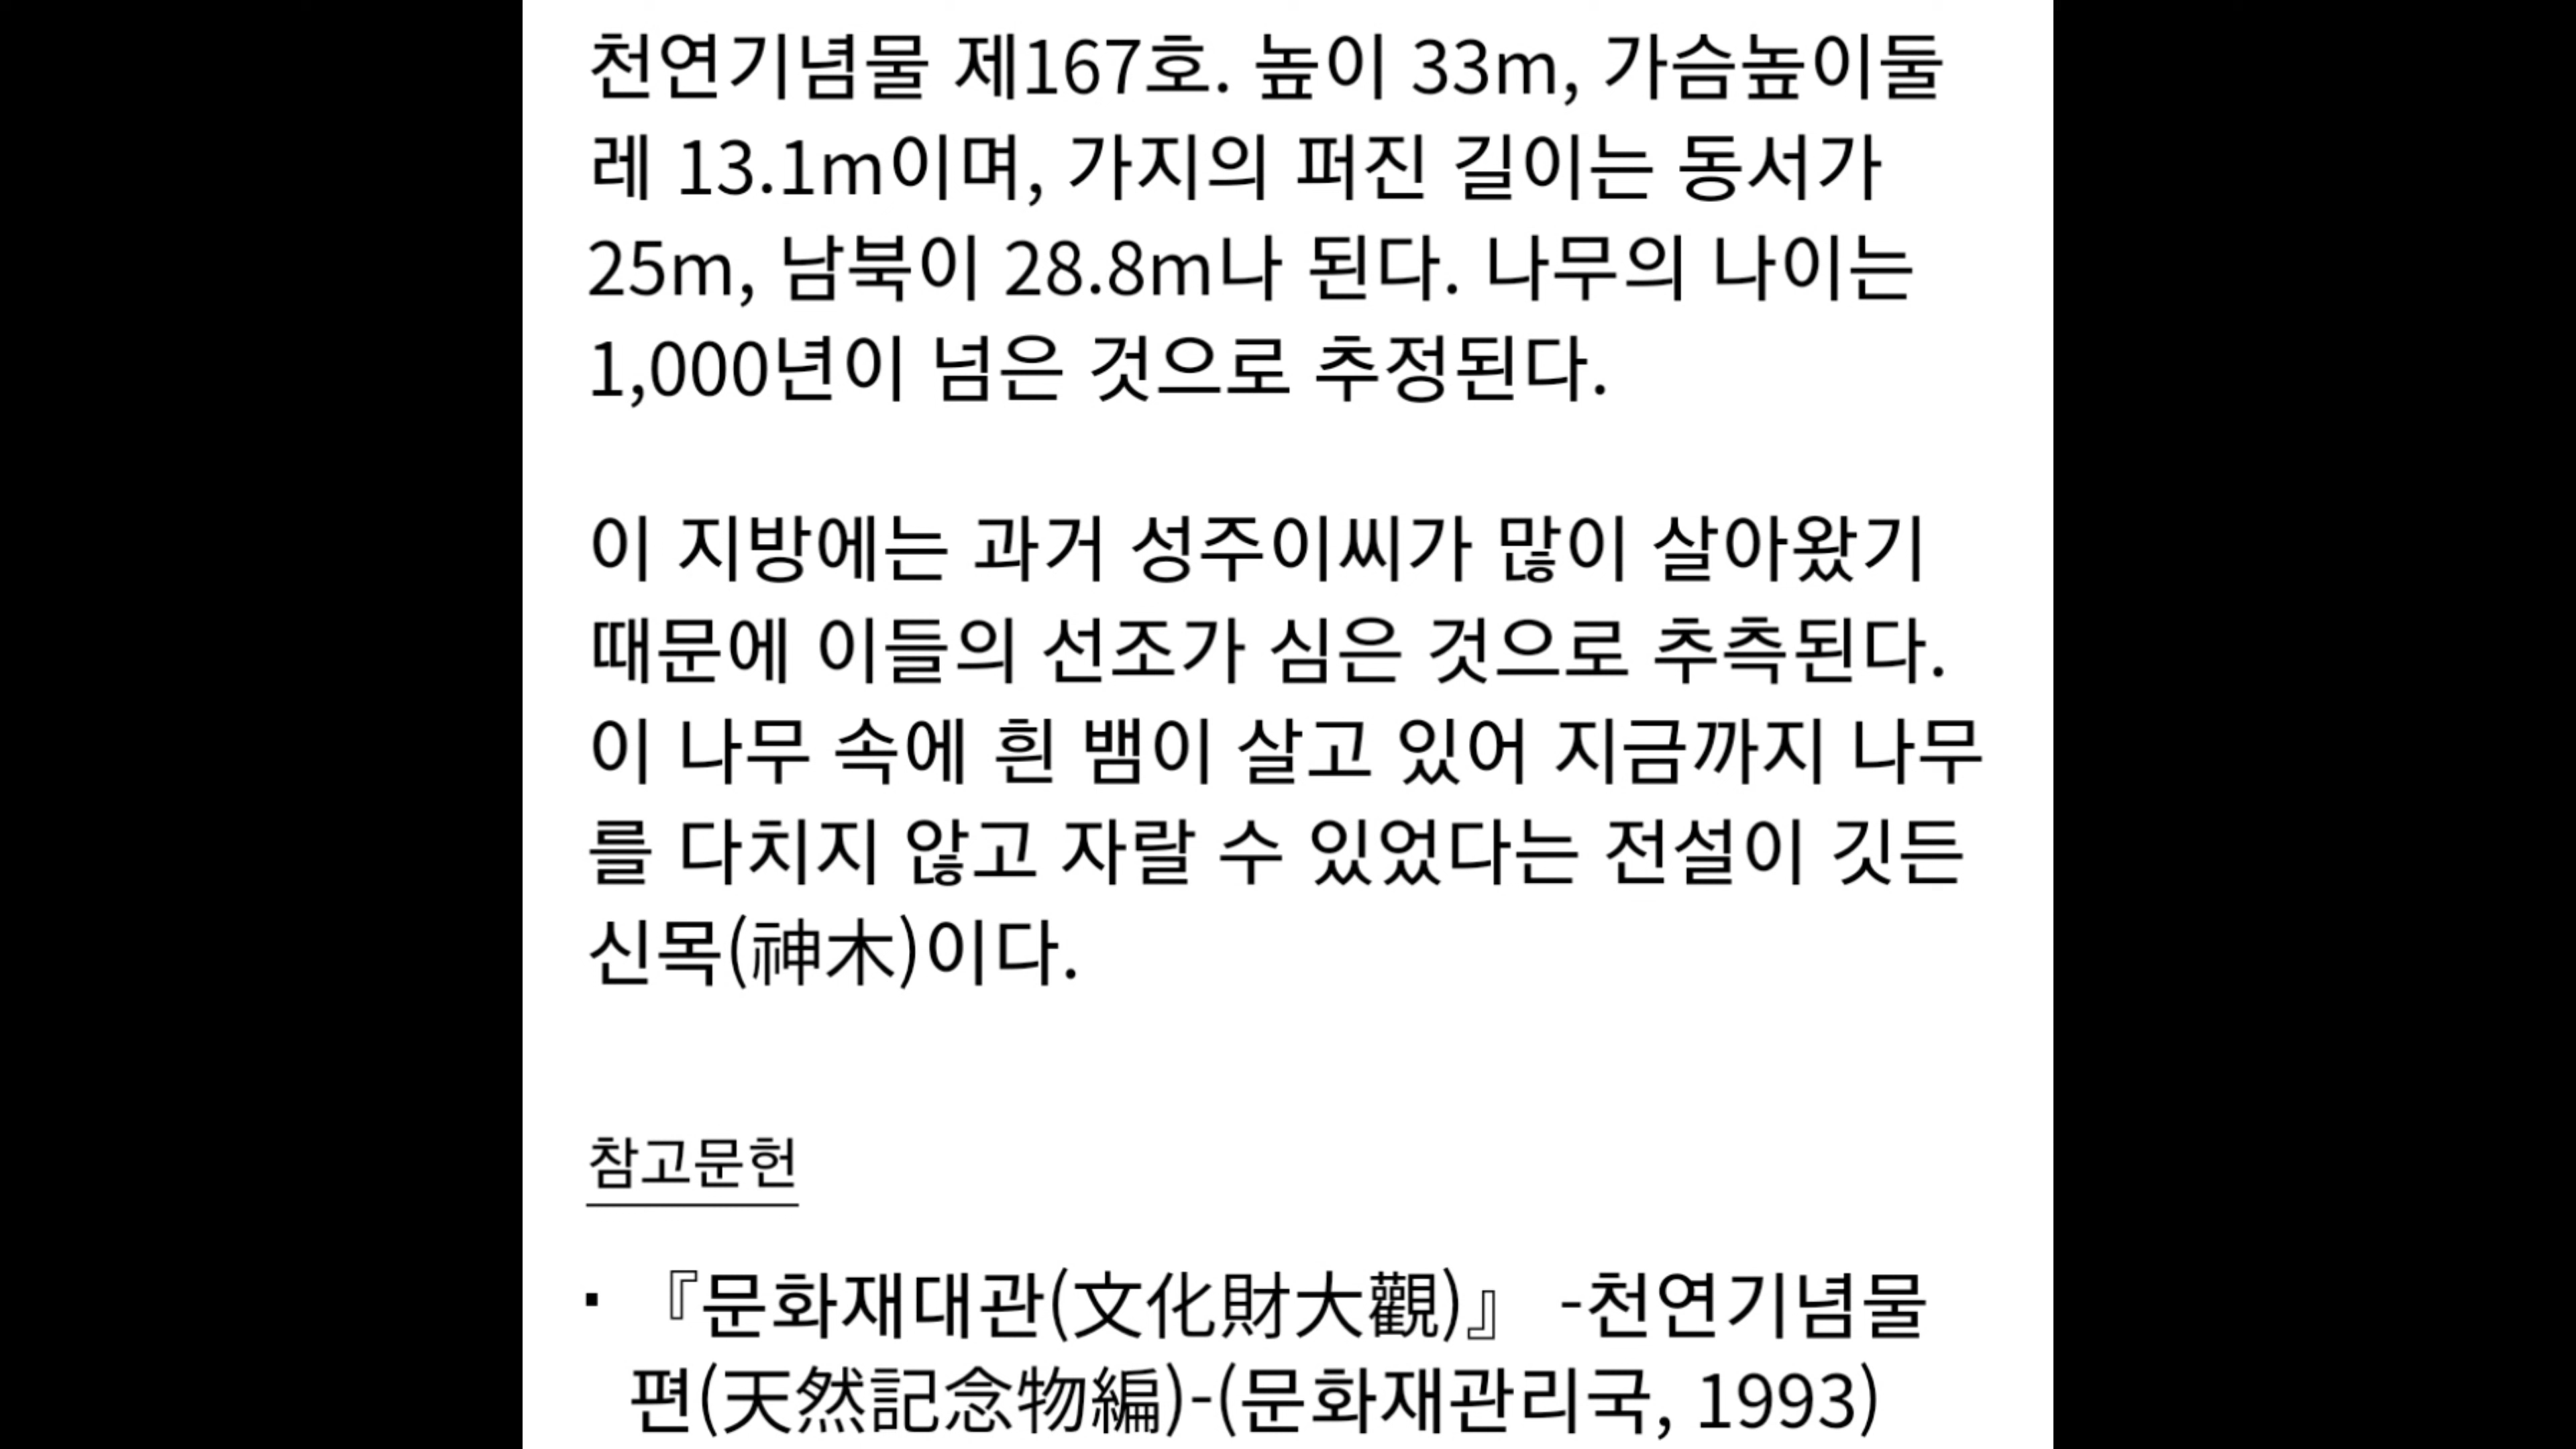 천연기념물 제167호. 높이 33m, 가슴높이둘
레 13.1m이며, 가지의 퍼진 길이는 동서가
25m, 남북이 28.8m나 된다. 나무의 나이는
1,000년이 넘은 것으로 추정된다.
이 지방에는 과거 성주이씨가 많이 살아왔기
때문에 이들의 선조가 심은 것으로 추측된다.
이 나무 속에 흰 뱀이 살고 있어 지금까지 나무
를 다치지 않고 자랄 수 있었다는 전설이 깃든
신목(神木)이다.
참고문헌
▪ 『문화재대관(文化財大觀)』 -천연기념물
편(天然記念物編)-(문화재관리국, 1993)